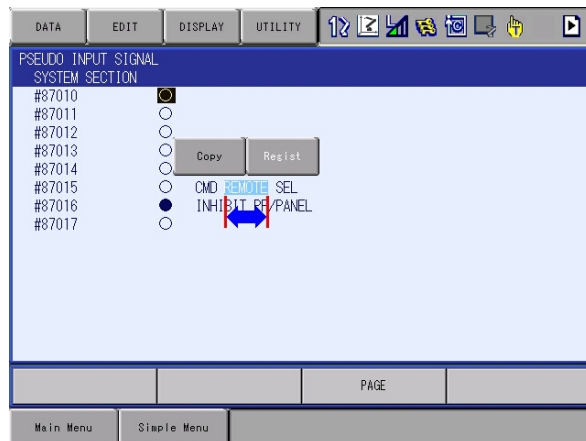 DATA EDIT DISPLAY UTILITY
PSEUDO INPUT SIGNAL
SYSTEM SECTION
#87010
#87011
#87012
#87013
Copy Regist
#87014
#87015 CMD REMOTE SEL
#87016 INHIBIT PP/PANEL
#87017
PAGE
Main Menu Simple Menu